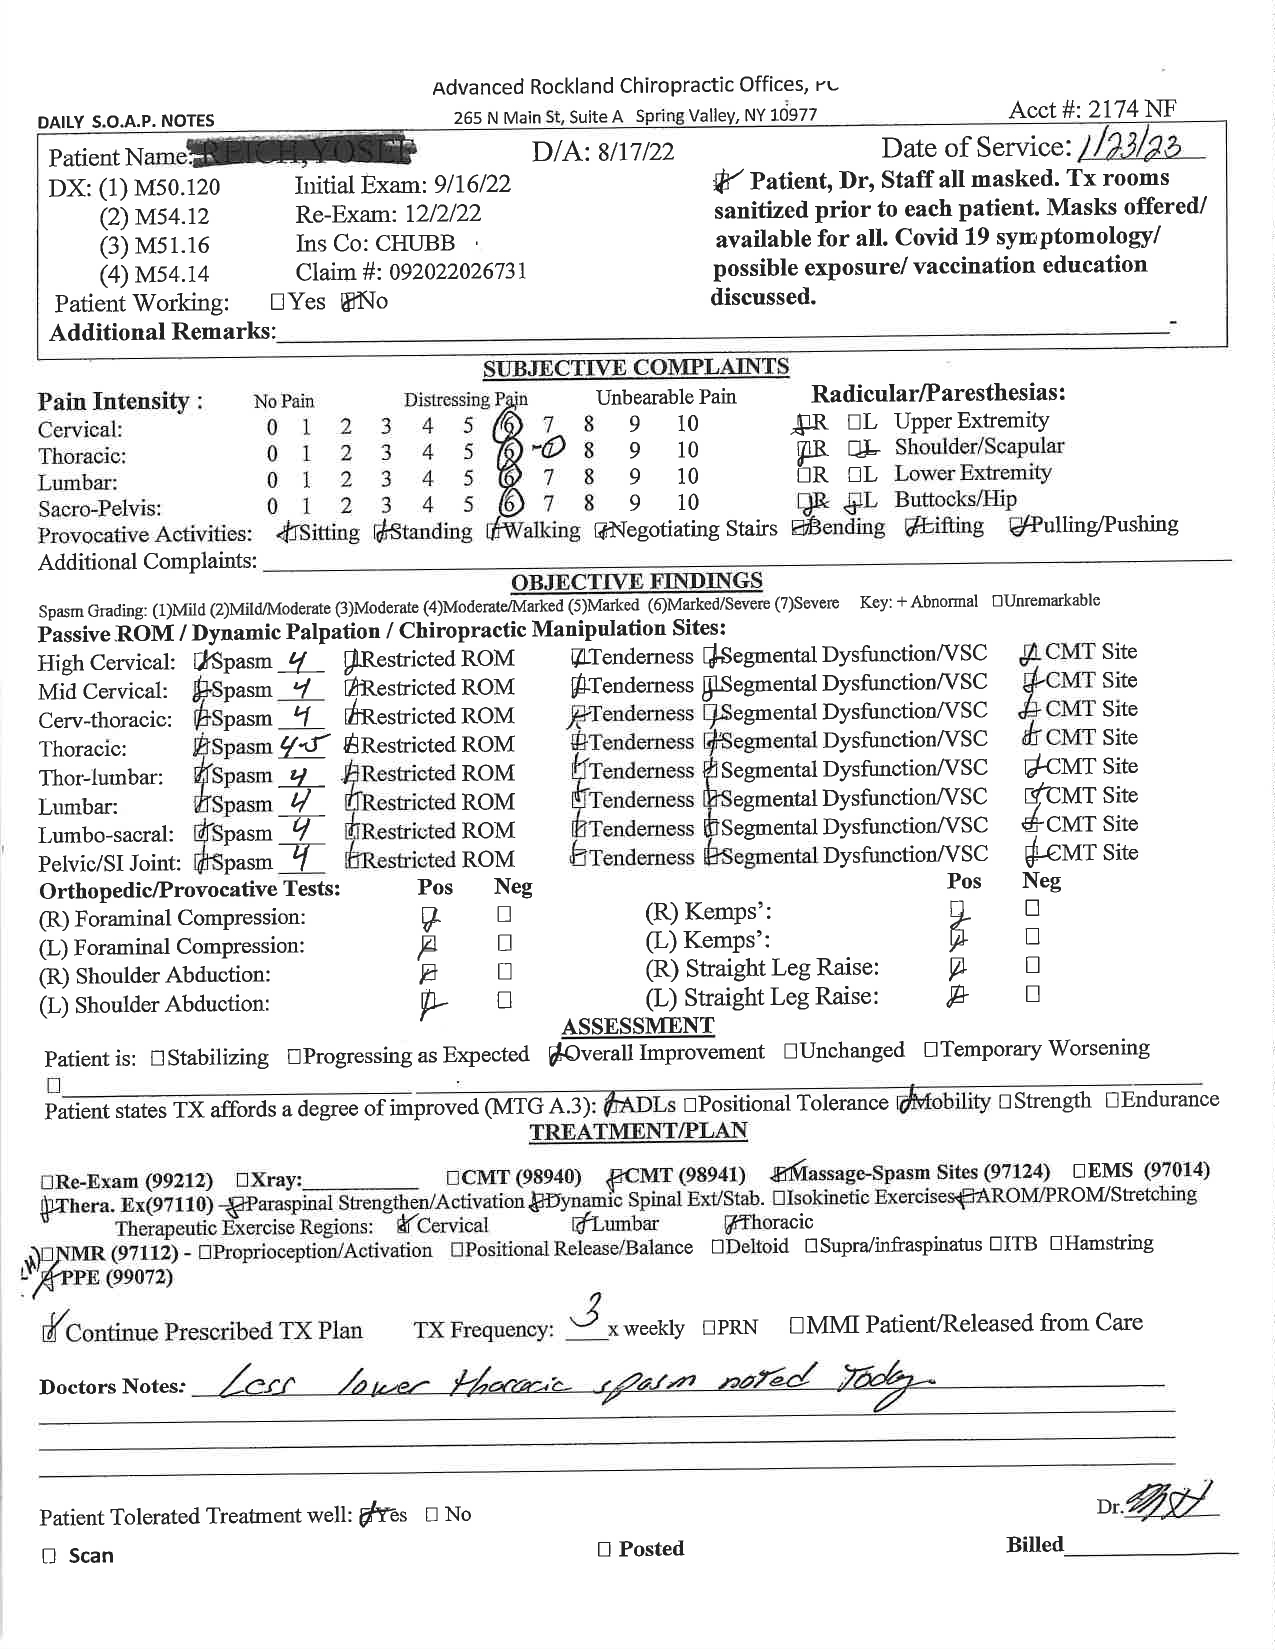 Advanced Rockland Chiropractic Offices,
DAILY S.O.A.P. NOTES 265 N Main St, Suite A Spring Valley, NY 10977 Acct #: 2174 NF
Patient Name: D/A: 8/17/22 Date of Service: 1/23/23
DX: (1) M50.120 Initial Exam: 9/16/22 Patient, Dr, Staff all masked. Tx rooms
(2) M54.12 Re-Exam: 12/2/22 sanitized prior to each patient. Masks offered/
(3) M51.16 Ins Co: CHUBB available for all. Covid 19 symptomology/
(4) M54.14 Claim #: 092022026731 possible exposure/ vaccination education
Patient Working: ☐Yes ☑No discussed.
Additional Remarks:
SUBJECTIVE COMPLAINTS
Pain Intensity : No Pain Distressing Pain Unbearable Pain Radicular/Paresthesias:
Cervical: 0 1 2 3 4 5 6 7 8 9 10 ☑R ☐L Upper Extremity
Thoracic: 0 1 2 3 4 5 6 - 7 8 9 10 ☑R ☑L Shoulder/Scapular
Lumbar: 0 1 2 3 4 5 6 7 8 9 10 ☐R ☐L Lower Extremity
Sacro-Pelvis: 0 1 2 3 4 5 6 7 8 9 10 ☑R ☑L Buttocks/Hip
Provocative Activities: ☑Sitting ☑Standing ☑Walking ☑Negotiating Stairs ☑Bending ☑Lifting ☑Pulling/Pushing
Additional Complaints:
OBJECTIVE FINDINGS
Spasm Grading: (1)Mild (2)Mild/Moderate (3)Moderate (4)Moderate/Marked (5)Marked (6)Marked/Severe (7)Severe Key: + Abnormal ☐Unremarkable
Passive ROM / Dynamic Palpation / Chiropractic Manipulation Sites:
High Cervical: ☑Spasm 4 ☑Restricted ROM ☑Tenderness ☑Segmental Dysfunction/VSC ☑CMT Site
Mid Cervical: ☑Spasm 4 ☑Restricted ROM ☑Tenderness ☑Segmental Dysfunction/VSC ☑CMT Site
Cerv-thoracic: ☑Spasm 4 ☑Restricted ROM ☑Tenderness ☑Segmental Dysfunction/VSC ☑CMT Site
Thoracic: ☑Spasm 4-5 ☑Restricted ROM ☑Tenderness ☑Segmental Dysfunction/VSC ☑CMT Site
Thor-lumbar: ☑Spasm 4 ☑Restricted ROM ☑Tenderness ☑Segmental Dysfunction/VSC ☑CMT Site
Lumbar: ☑Spasm 4 ☑Restricted ROM ☑Tenderness ☑Segmental Dysfunction/VSC ☑CMT Site
Lumbo-sacral: ☑Spasm 4 ☑Restricted ROM ☑Tenderness ☑Segmental Dysfunction/VSC ☑CMT Site
Pelvic/SI Joint: ☑Spasm 4 ☑Restricted ROM ☑Tenderness ☑Segmental Dysfunction/VSC ☑CMT Site
Orthopedic/Provocative Tests: Pos Neg Pos Neg
(R) Foraminal Compression: ☑ ☐ (R) Kemps': ☑ ☐
(L) Foraminal Compression: ☑ ☐ (L) Kemps': ☑ ☐
(R) Shoulder Abduction: ☑ ☐ (R) Straight Leg Raise: ☑ ☐
(L) Shoulder Abduction: ☑ ☐ (L) Straight Leg Raise: ☑ ☐
ASSESSMENT
Patient is: ☐Stabilizing ☐Progressing as Expected ☑Overall Improvement ☐Unchanged ☐Temporary Worsening
☐
Patient states TX affords a degree of improved (MTG A.3): ☑ADLs ☐Positional Tolerance ☑Mobility ☐Strength ☐Endurance
TREATMENT/PLAN
☐Re-Exam (99212) ☐Xray: ☐CMT (98940) ☑CMT (98941) ☑Massage-Spasm Sites (97124) ☐EMS (97014)
☑Thera. Ex(97110) - ☑Paraspinal Strengthen/Activation ☑Dynamic Spinal Ext/Stab. ☐Isokinetic Exercises ☑AROM/PROM/Stretching
Therapeutic Exercise Regions: ☑Cervical ☑Lumbar ☑Thoracic
☐NMR (97112) - ☐Proprioception/Activation ☐Positional Release/Balance ☐Deltoid ☐Supra/infraspinatus ☐ITB ☐Hamstring
☑PPE (99072)
☑Continue Prescribed TX Plan TX Frequency: 3 x weekly ☐PRN ☐MMI Patient/Released from Care
Doctors Notes: Less lower thoracic spasm noted Today.
Patient Tolerated Treatment well: ☑Yes ☐ No Dr.
☐ Scan ☐ Posted Billed